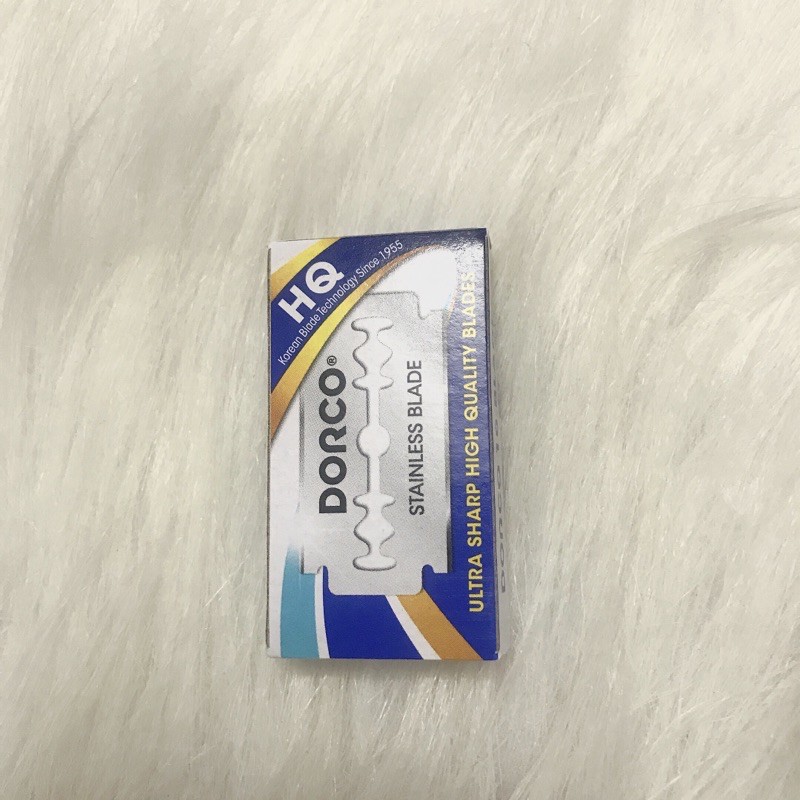 HQ
Korean Blade Technology Since 1955
DORCO®
STAINLESS BLADE
ULTRA SHARP HIGH QUALITY BLADES